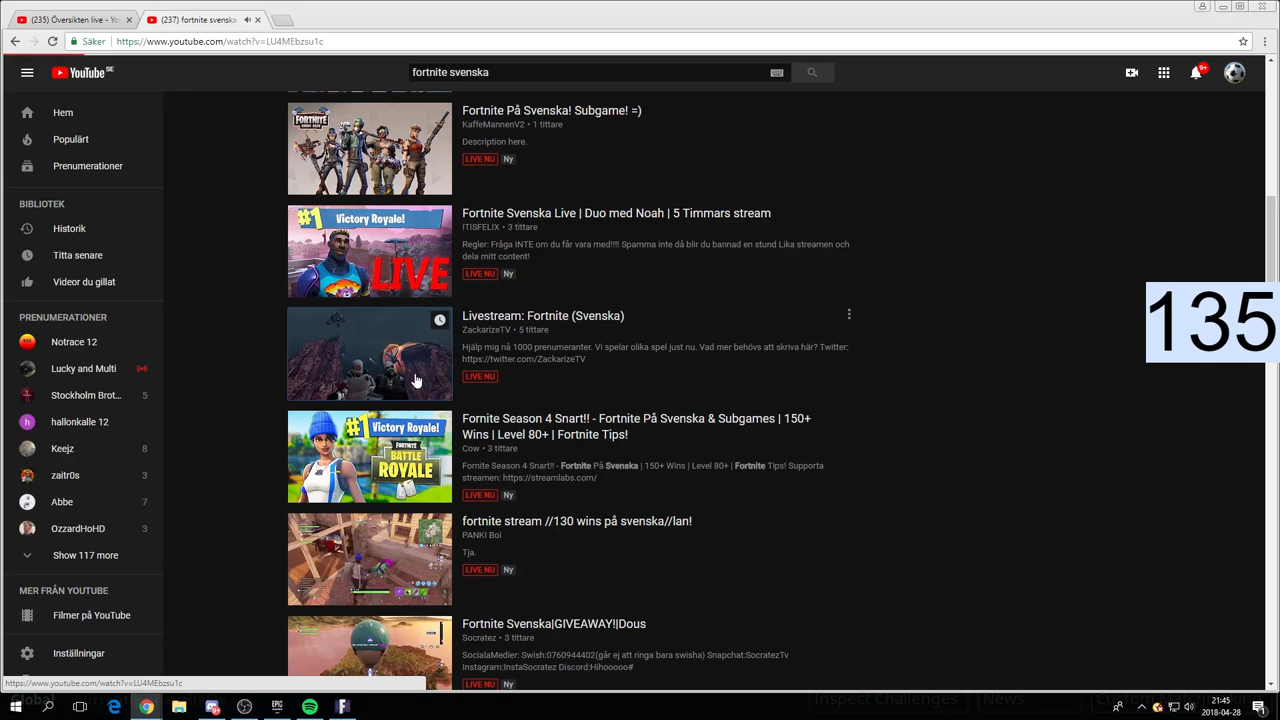 (235) Översikten live - Yo
(237) fortnite svenska
Säker
https://www.youtube.com/watch?v=LU4MEbzsu1c
YouTube SE
fortnite svenska
9+
Hem
Populärt
Prenumerationer
BIBLIOTEK
Historik
Titta senare
Videor du gillat
PRENUMERATIONER
Notrace 12
Lucky and Multi
Stockholm Brot... 5
hallonkalle 12
Keejz 8
zaitr0s 3
Abbe 7
OzzardHoHD 3
Show 117 more
MER FRÅN YOUTUBE
Filmer på YouTube
Inställningar
FORTNITE
Fortnite På Svenska! Subgame! =)
KaffeMannenV2 • 1 tittare
Description here.
LIVE NU Ny
#1 Victory Royale!
LIVE
Fortnite Svenska Live | Duo med Noah | 5 Timmars stream
ITISFELIX • 3 tittare
Regler: Fråga INTE om du får vara med!!!! Spamma inte då blir du bannad en stund Lika streamen och
dela mitt content!
LIVE NU Ny
Livestream: Fortnite (Svenska)
ZackarizeTV • 5 tittare
Hjälp mig nå 1000 prenumeranter. Vi spelar olika spel just nu. Vad mer behövs att skriva här? Twitter:
https://twitter.com/ZackarizeTV
LIVE NU
135
#1 Victory Royale!
FORTNITE
BATTLE
ROYALE
Fornite Season 4 Snart!! - Fortnite På Svenska & Subgames | 150+
Wins | Level 80+ | Fortnite Tips!
Cow • 3 tittare
Fornite Season 4 Snart!! - Fortnite På Svenska | 150+ Wins | Level 80+ | Fortnite Tips! Supporta
streamen: https://streamlabs.com/
LIVE NU Ny
fortnite stream //130 wins på svenska//lan!
PANKI Boi
Tja.
LIVE NU Ny
Fortnite Svenska|GIVEAWAY!|Dous
Socratez • 3 tittare
SocialaMedier: Swish:0760944402(går ej att ringa bara swisha) Snapchat:SocratezTv
Instagram:InstaSocratez Discord:Hihooooo#
LIVE NU Ny
https://www.youtube.com/watch?v=LU4MEbzsu1c
Global
Inspect Challenges
News
EPIC
GAMES
21:45
2018-04-28